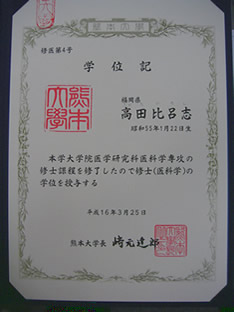 熊本大学
修医第4号
学位記
熊本大學
福岡県
高田比呂志
昭和55年1月22日生
本学大学院医学研究科医科学専攻の
修士課程を修了したので修士(医科学)の
学位を授与する
平成16年3月25日
熊本大学長 崎元達郎